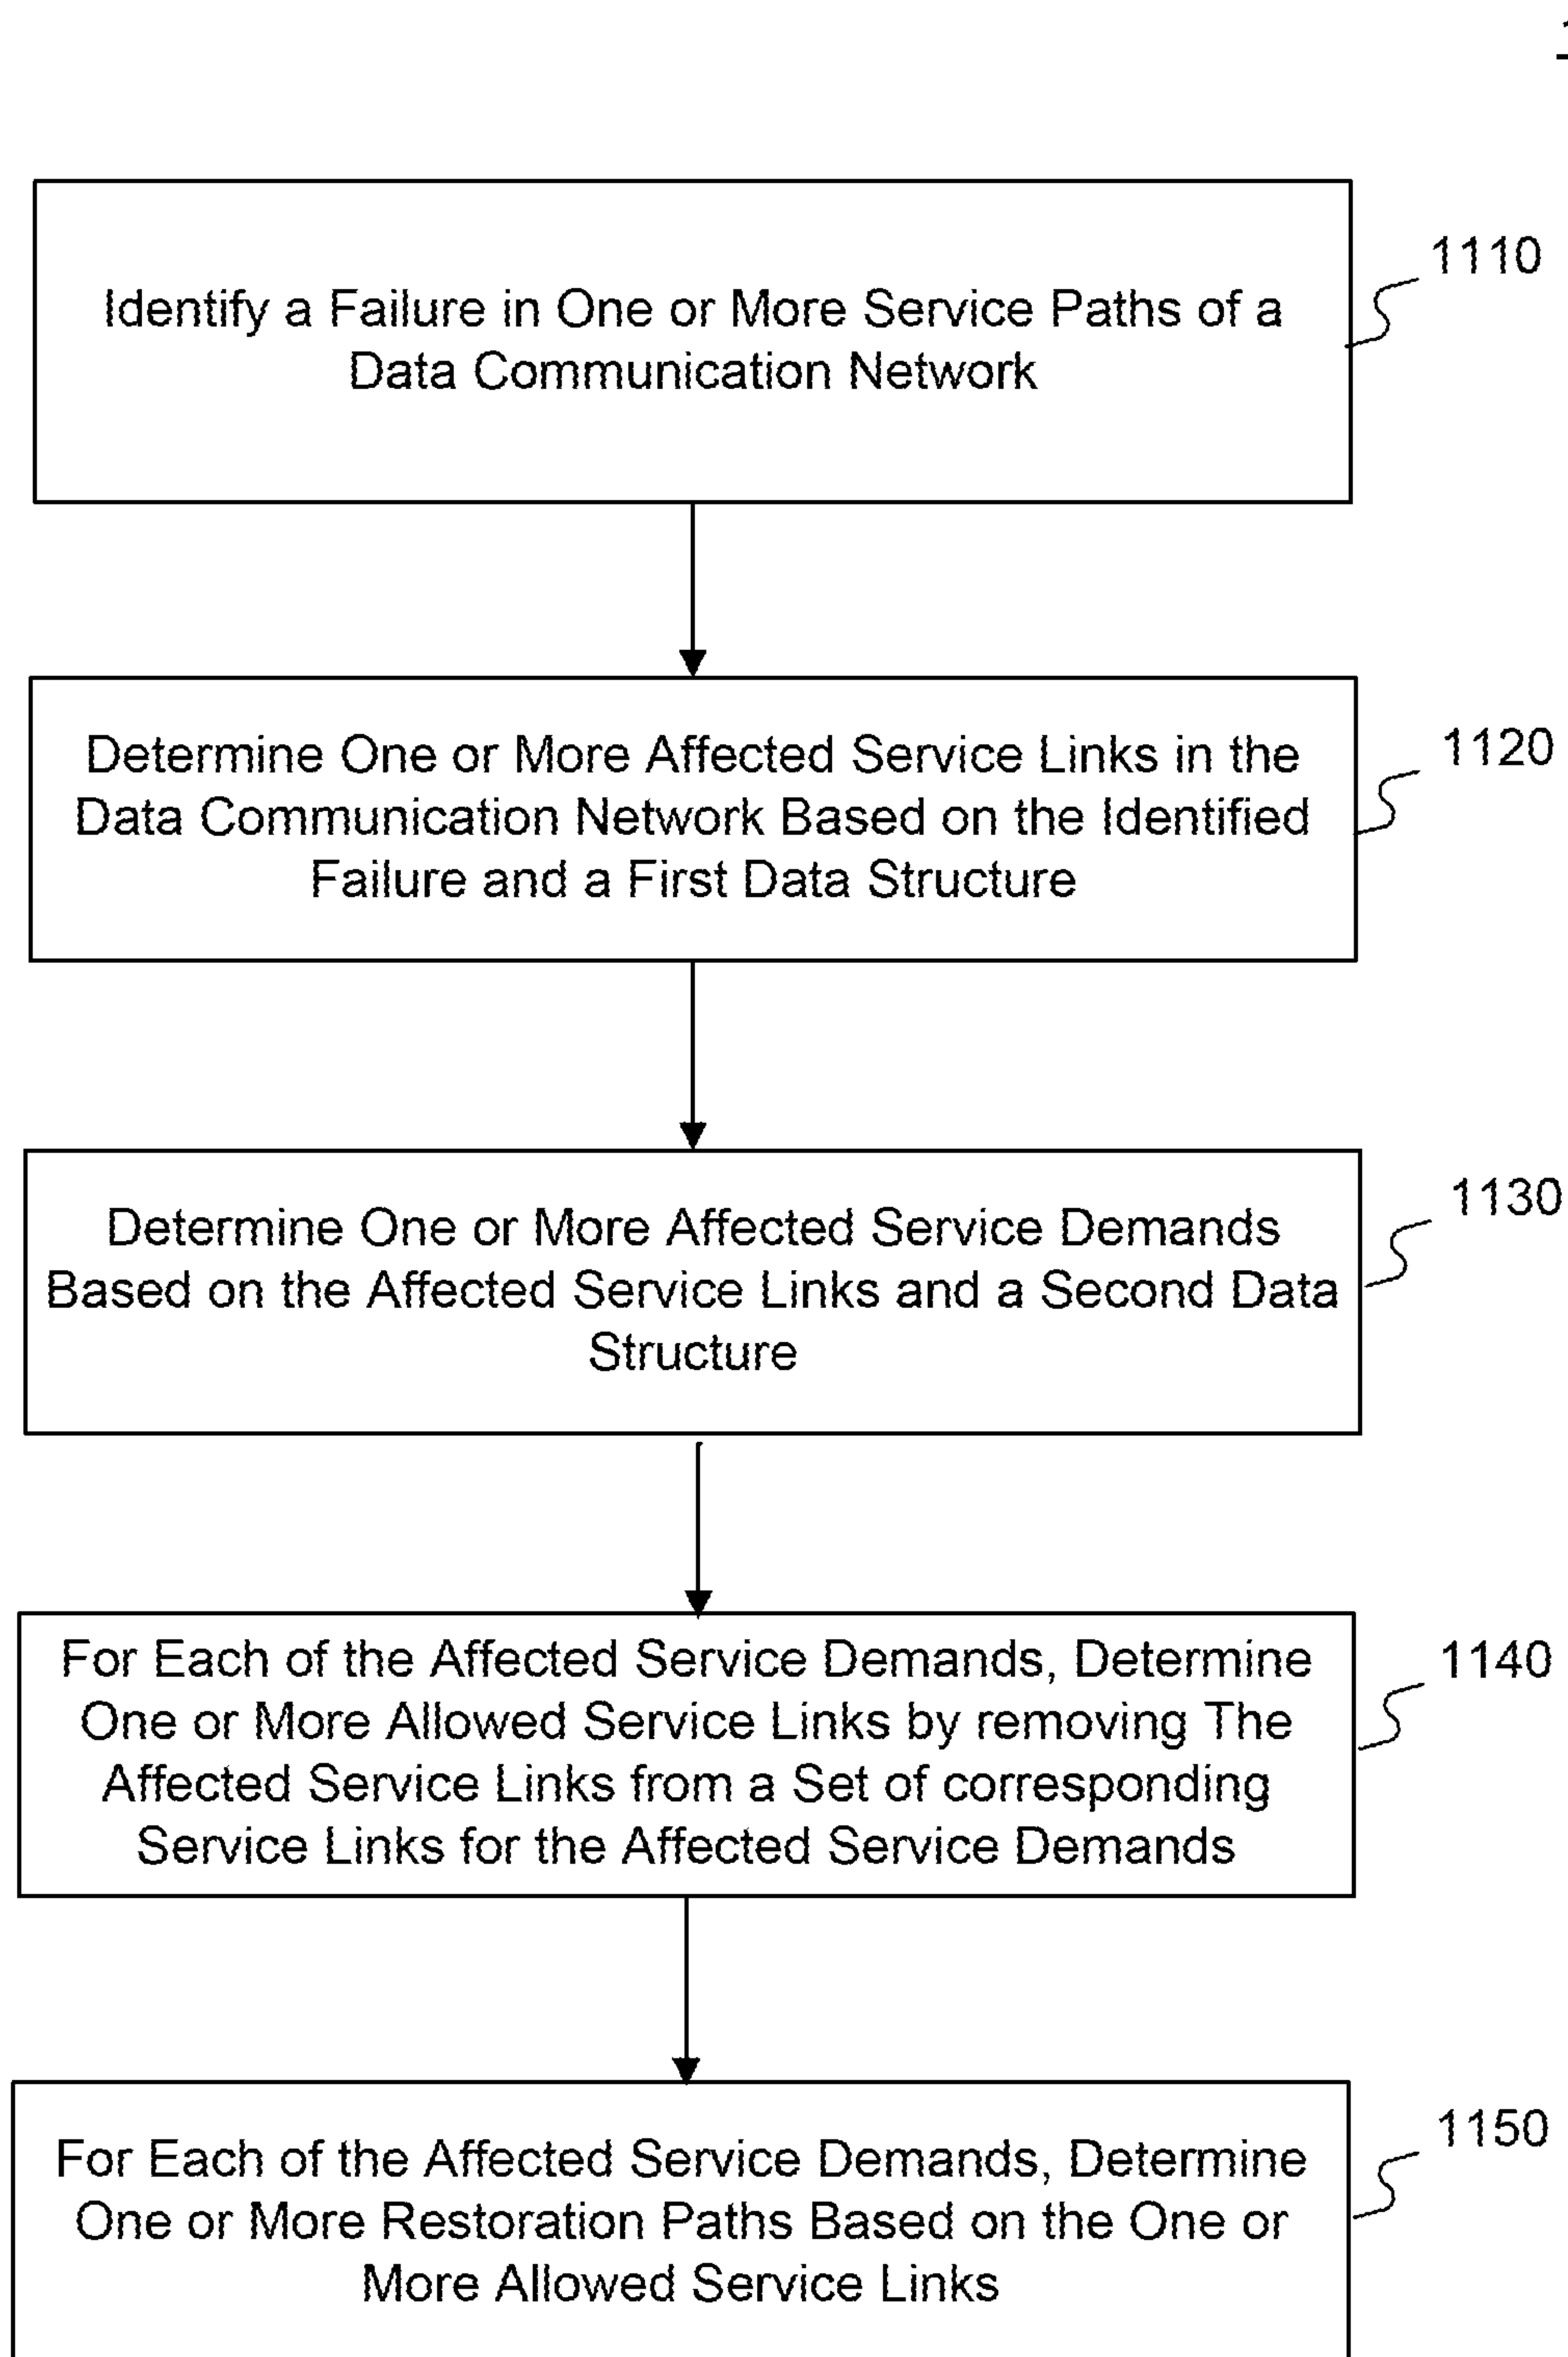 1110
Identify a Failure in One or More Service Paths of a
Data Communication Network
1120
Determine One or More Affected Service Links in the
Data Communication Network Based on the Identified
Failure and a First Data Structure
1130
Determine One or More Affected Service Demands
Based on the Affected Service Links and a Second Data
Structure
1140
For Each of the Affected Service Demands, Determine
One or More Allowed Service Links by removing The
Affected Service Links from a Set of corresponding
Service Links for the Affected Service Demands
1150
For Each of the Affected Service Demands, Determine
One or More Restoration Paths Based on the One or
More Allowed Service Links